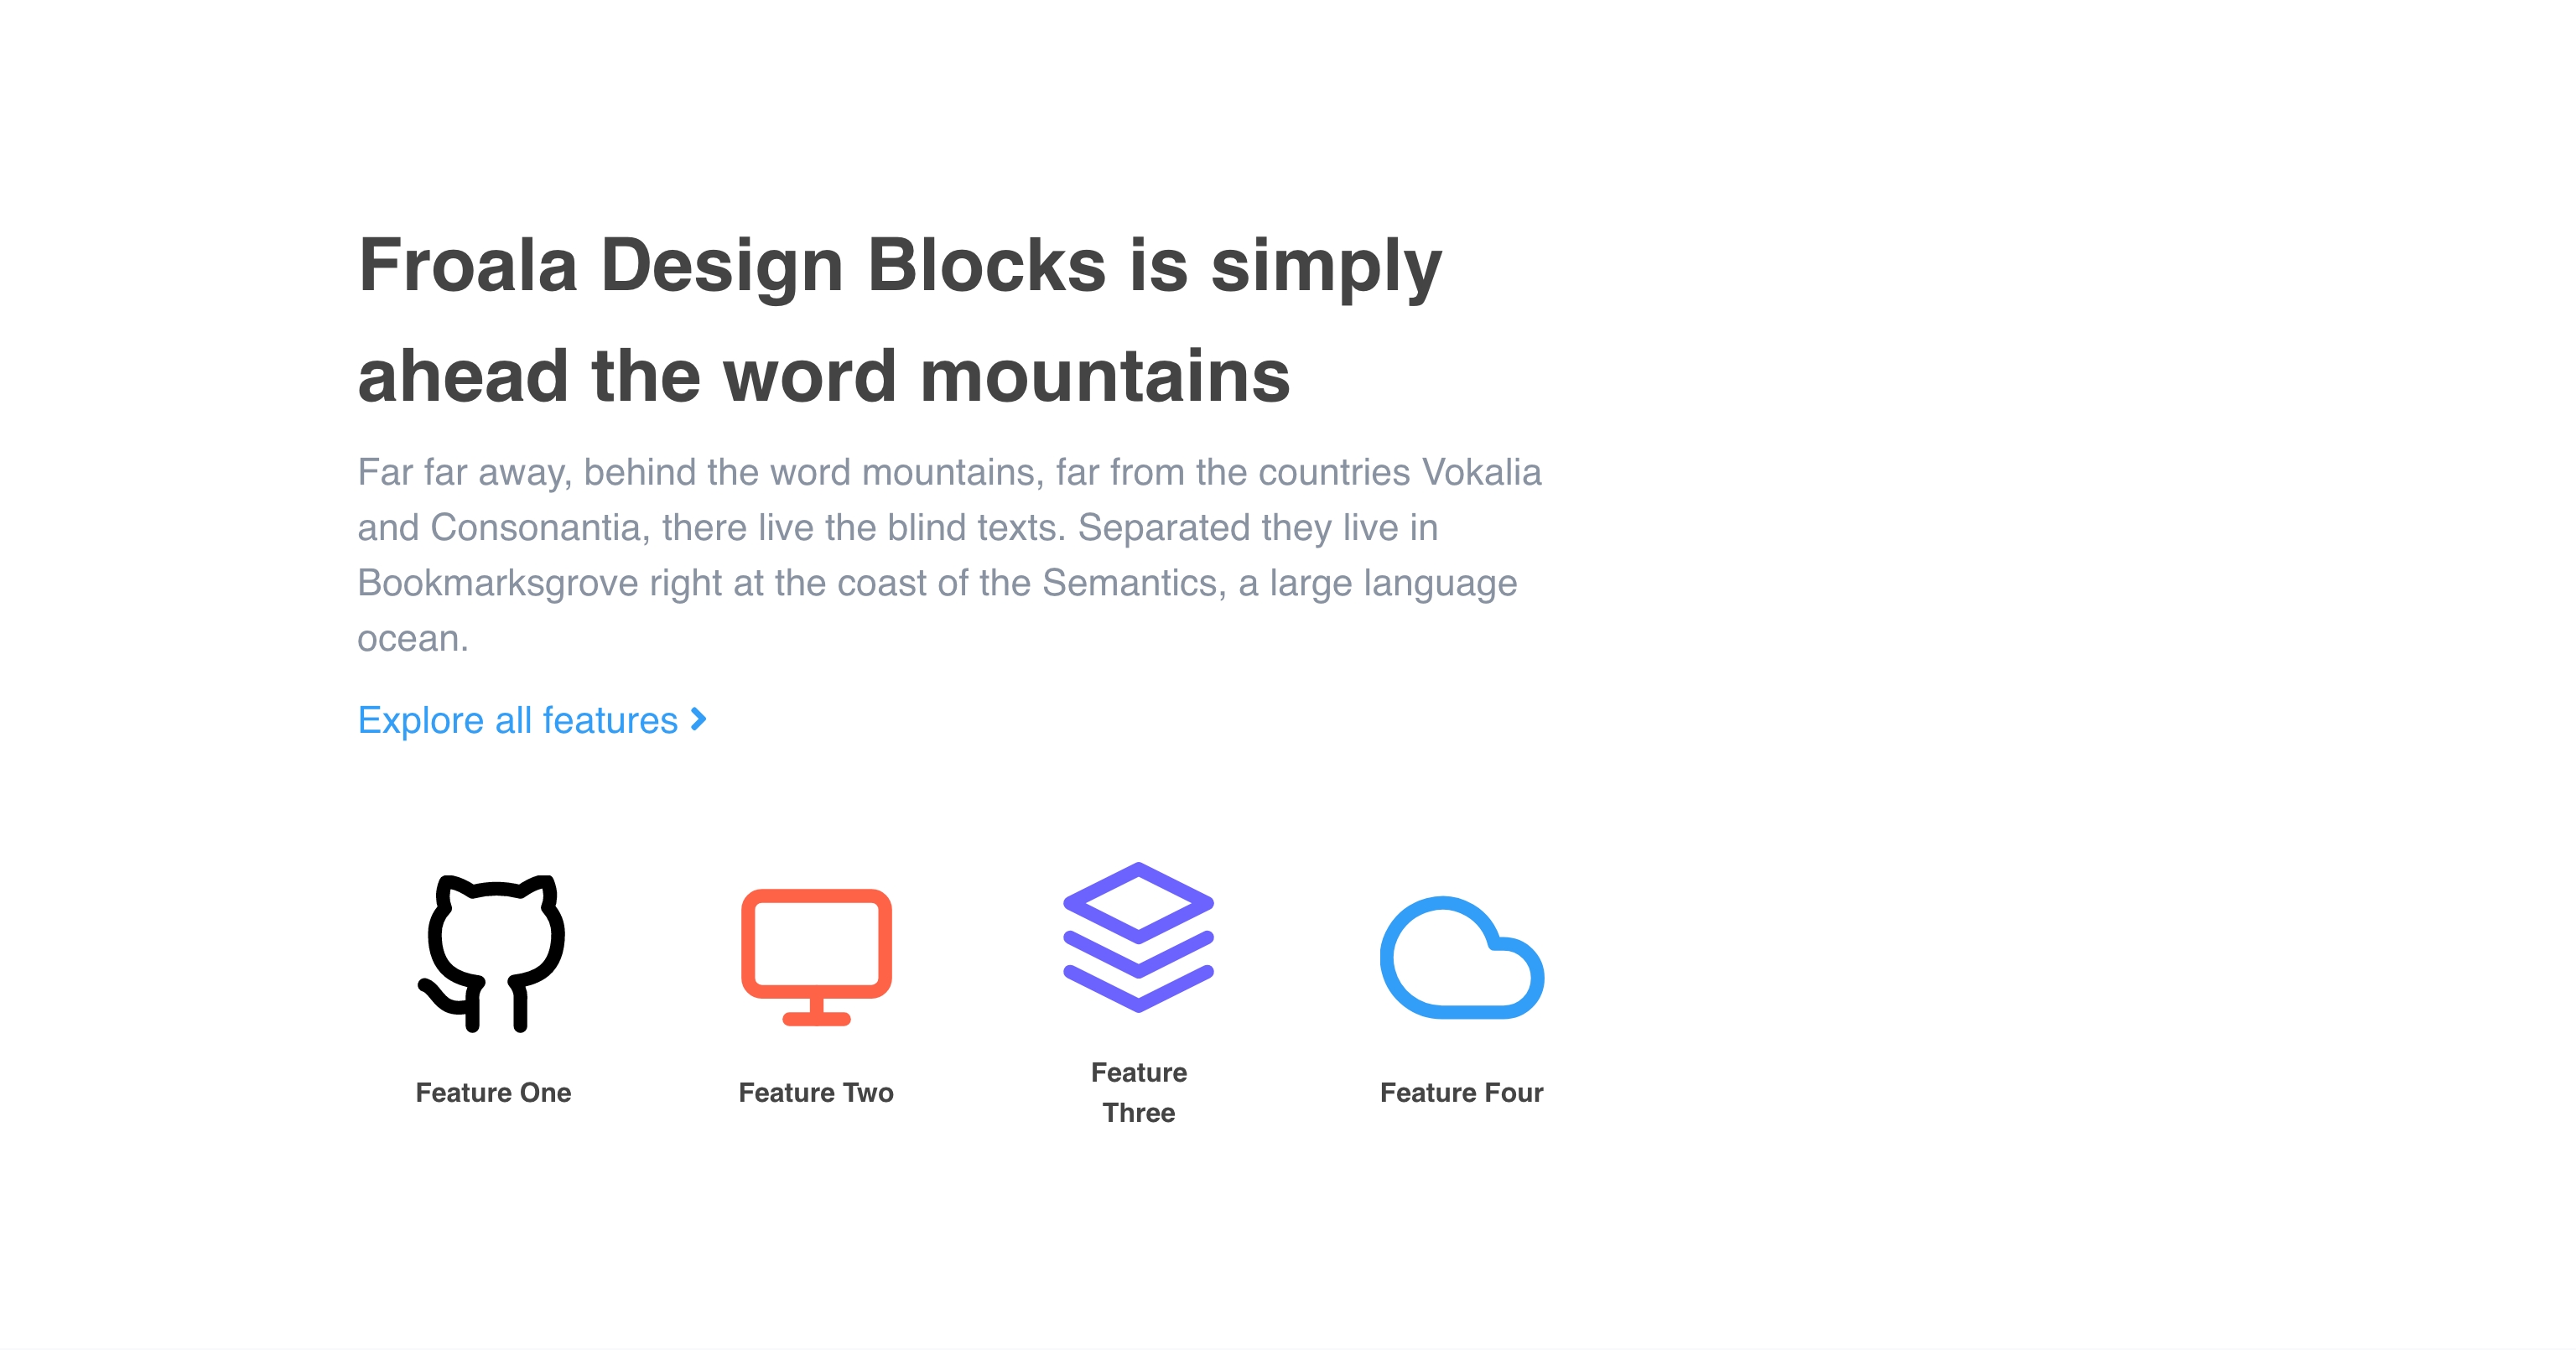 Froala Design Blocks is simply
ahead the word mountains
Far far away, behind the word mountains, far from the countries Vokalia
and Consonantia, there live the blind texts. Separated they live in
Bookmarksgrove right at the coast of the Semantics, a large language
ocean.
Explore all features
Feature One
Feature Two
Feature
Three
Feature Four